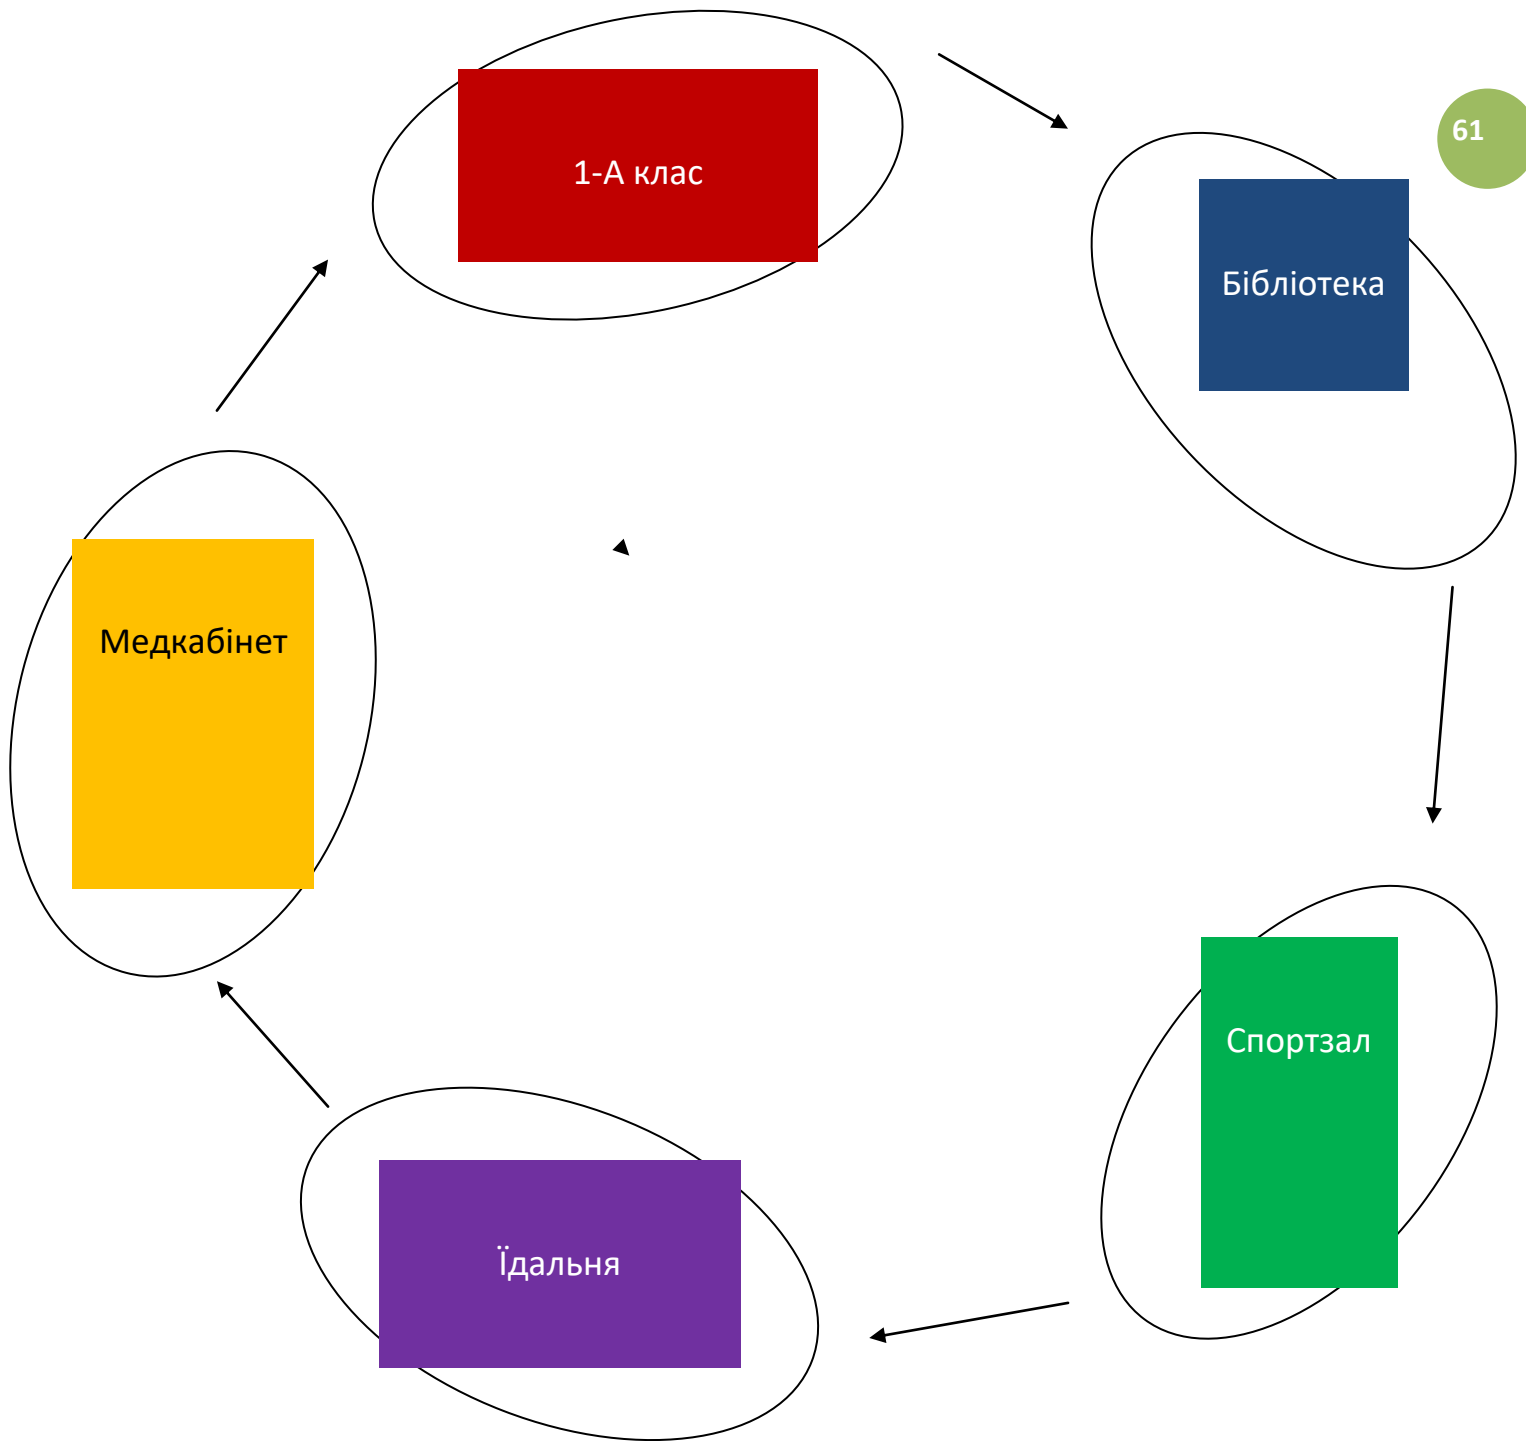 1-А клас
61
Бібліотека
Медкабінет
Спортзал
Їдальня